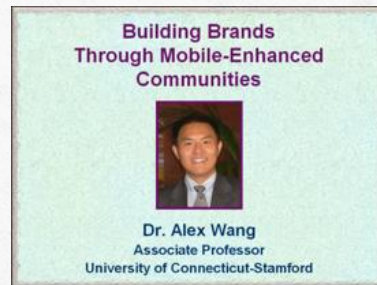 Building Brands
Through Mobile-Enhanced
Communities
Dr. Alex Wang
Associate Professor
University of Connecticut-Stamford